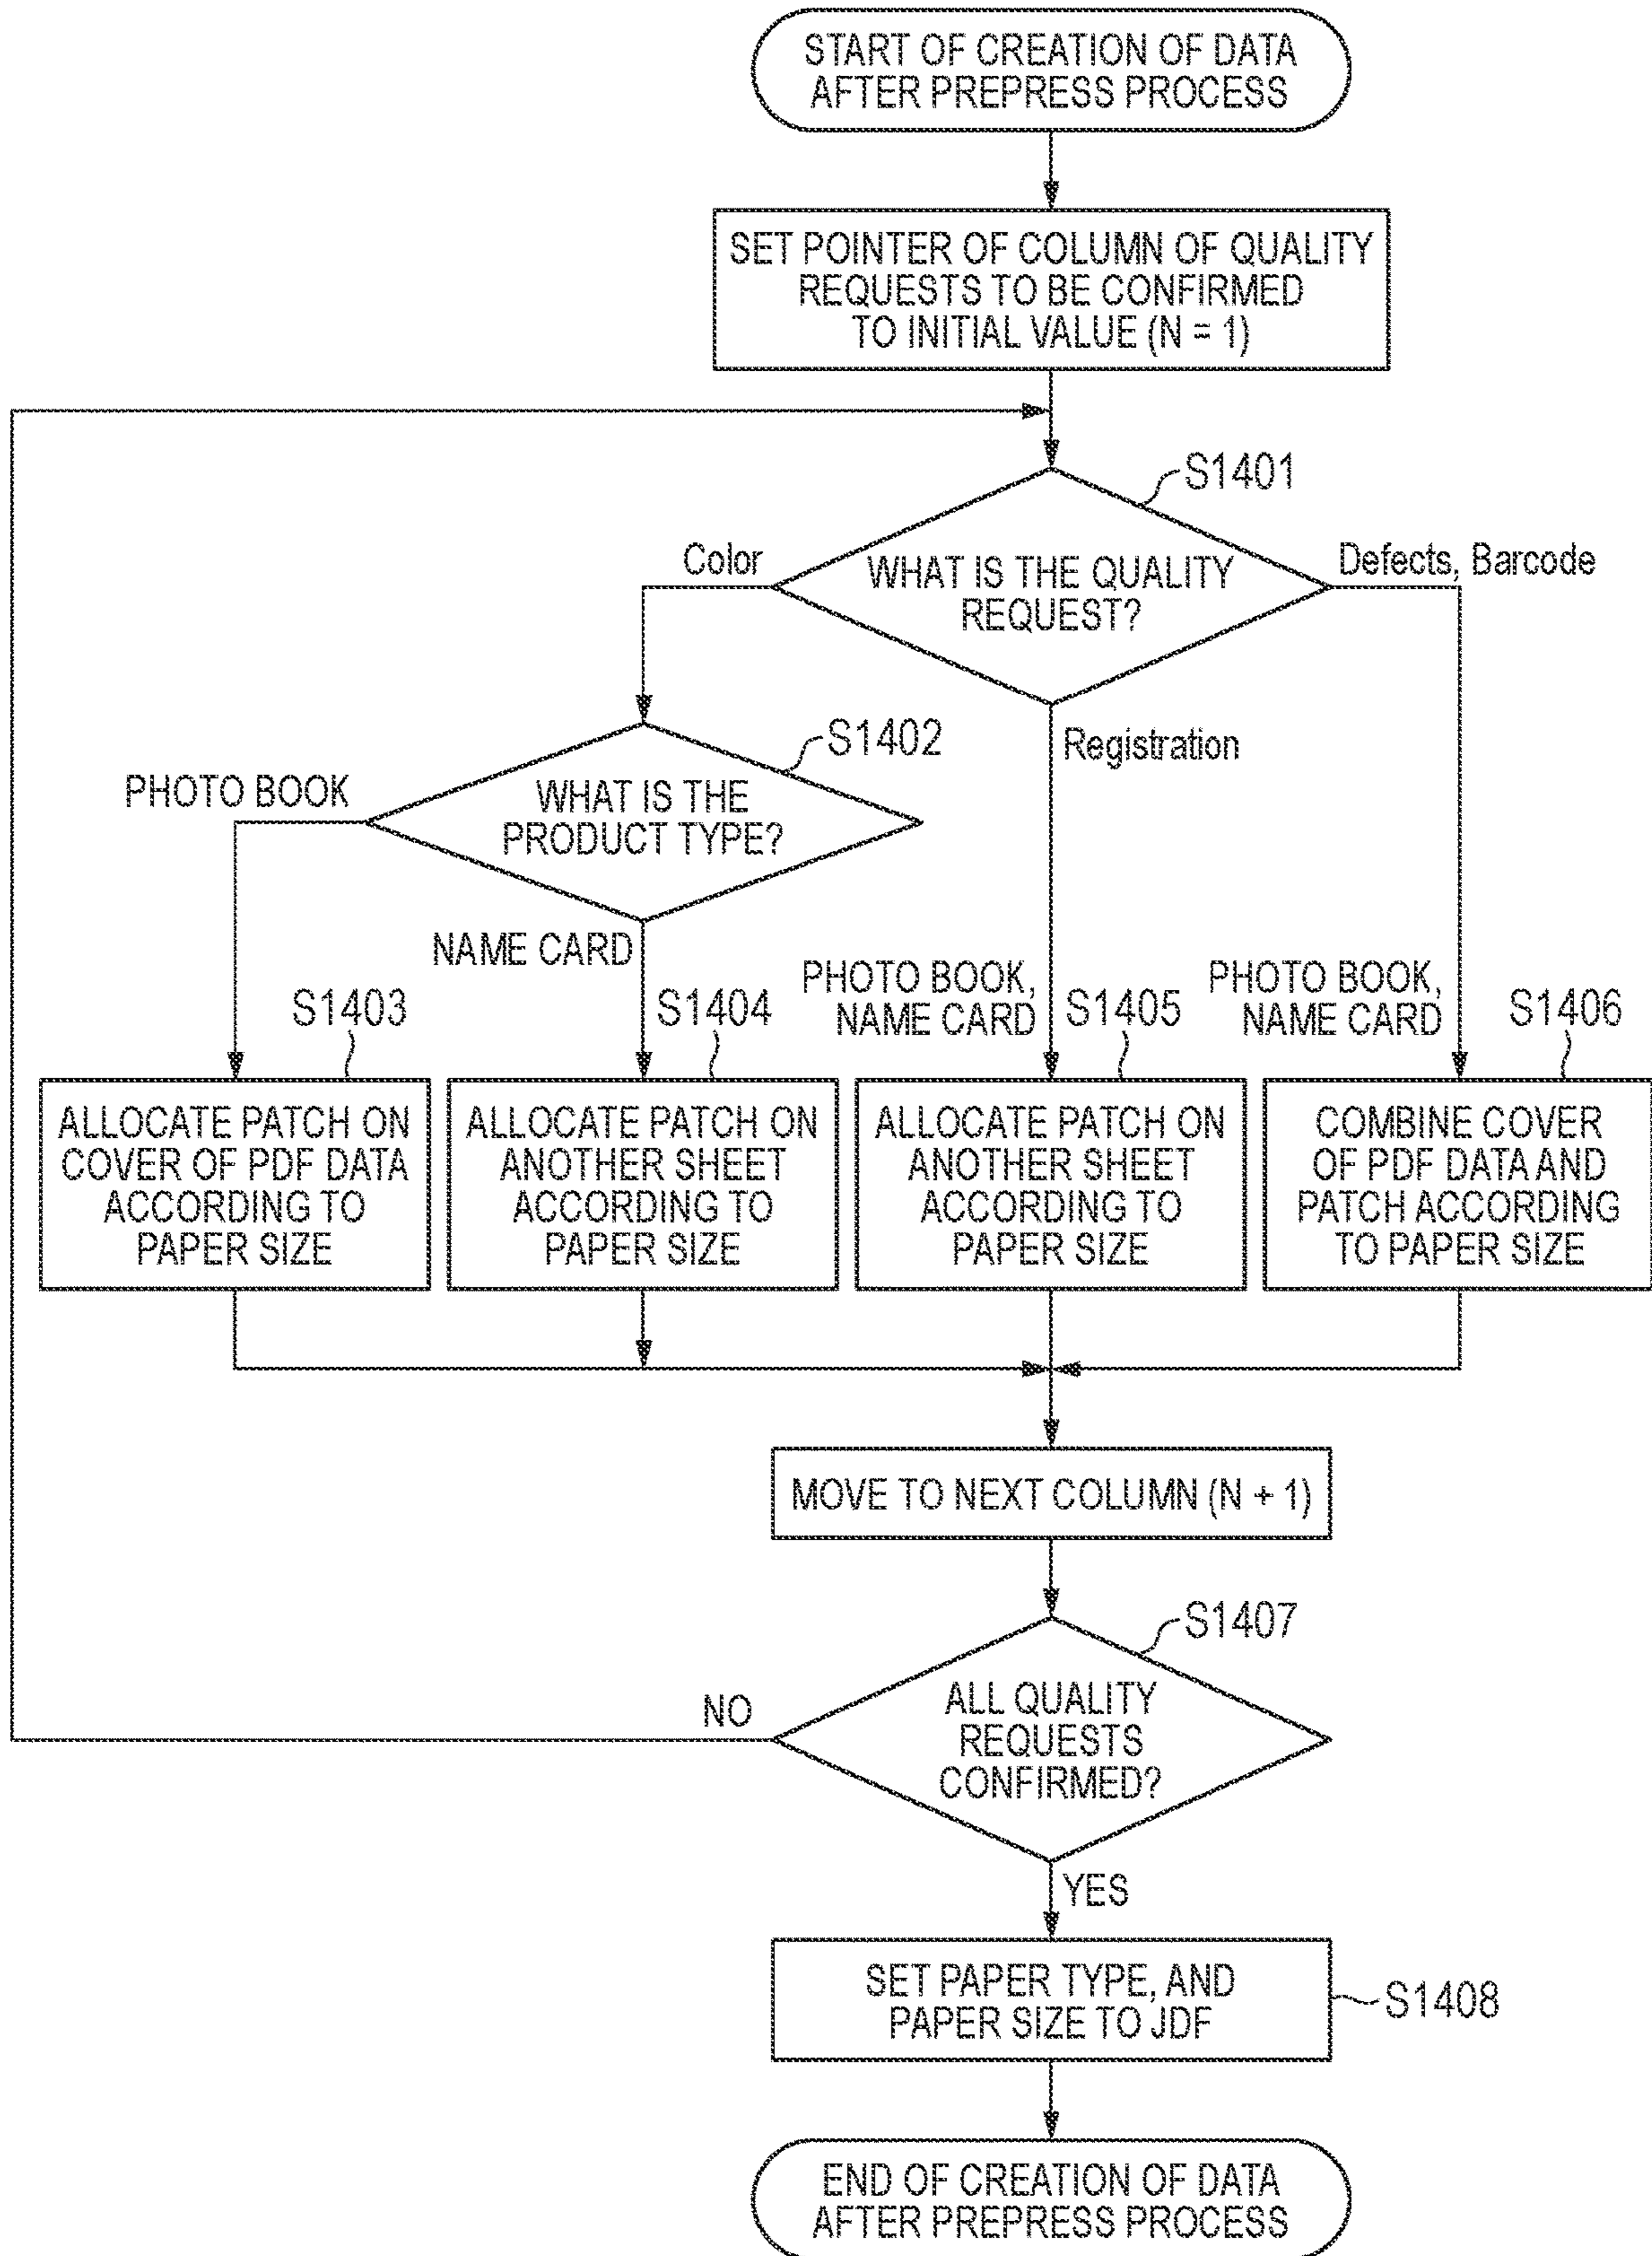 START OF CREATION OF DATA
AFTER PREPRESS PROCESS
SET POINTER OF COLUMN OF QUALITY
REQUESTS TO BE CONFIRMED
TO INITIAL VALUE (N = 1)
S1401
Color
WHAT IS THE QUALITY
REQUEST?
Defects, Barcode
S1402
Registration
PHOTO BOOK
WHAT IS THE
PRODUCT TYPE?
NAME CARD
PHOTO BOOK,
NAME CARD
PHOTO BOOK,
NAME CARD
S1403
S1404
S1405
S1406
ALLOCATE PATCH ON
COVER OF PDF DATA
ACCORDING TO
PAPER SIZE
ALLOCATE PATCH ON
ANOTHER SHEET
ACCORDING TO
PAPER SIZE
ALLOCATE PATCH ON
ANOTHER SHEET
ACCORDING TO
PAPER SIZE
COMBINE COVER
OF PDF DATA AND
PATCH ACCORDING
TO PAPER SIZE
MOVE TO NEXT COLUMN (N + 1)
S1407
NO
ALL QUALITY
REQUESTS
CONFIRMED?
YES
SET PAPER TYPE, AND
PAPER SIZE TO JDF
S1408
END OF CREATION OF DATA
AFTER PREPRESS PROCESS